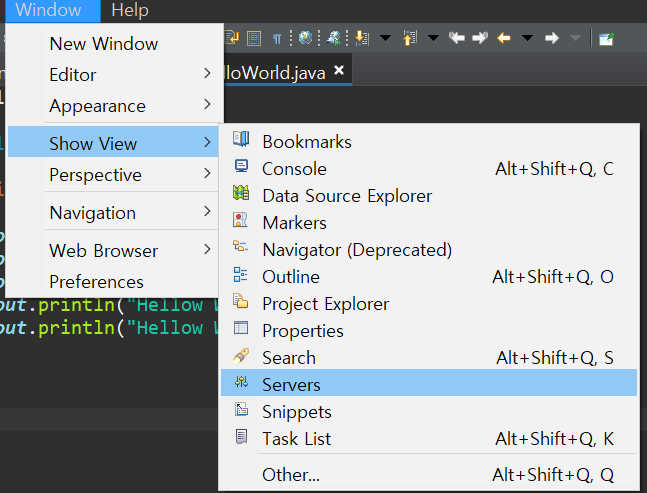 Window Help
New Window
Editor
Appearance
lloWorld.java
Show View
Perspective
Navigation
Web Browser
Preferences
Bookmarks
Console Alt+Shift+Q, C
Data Source Explorer
Markers
Navigator (Deprecated)
Outline Alt+Shift+Q, O
Project Explorer
Properties
Search Alt+Shift+Q, S
Servers
Snippets
Task List Alt+Shift+Q, K
Other... Alt+Shift+Q, Q
out.println("Hellow W
out.println("Hellow W